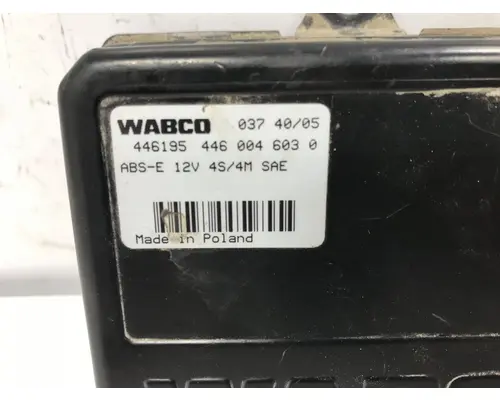 WABCO 037 40/05
446195 446 004 603 0
ABS-E 12V 4S/4M SAE
Made in Poland